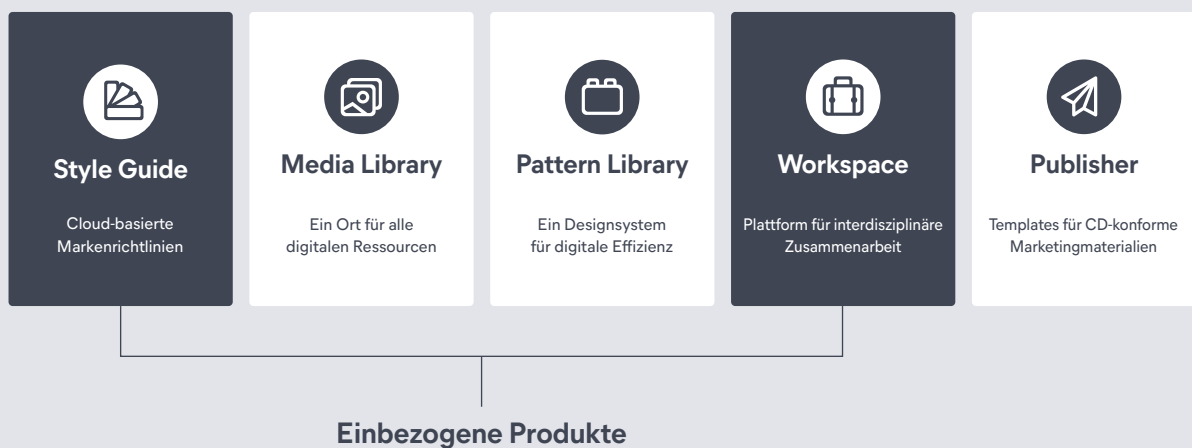 Style Guide
Cloud-basierte
Markenrichtlinien
Media Library
Ein Ort für alle
digitalen Ressourcen
Pattern Library
Ein Designsystem
für digitale Effizienz
Workspace
Plattform für interdisziplinäre
Zusammenarbeit
Publisher
Templates für CD-konforme
Marketingmaterialien
Einbezogene Produkte